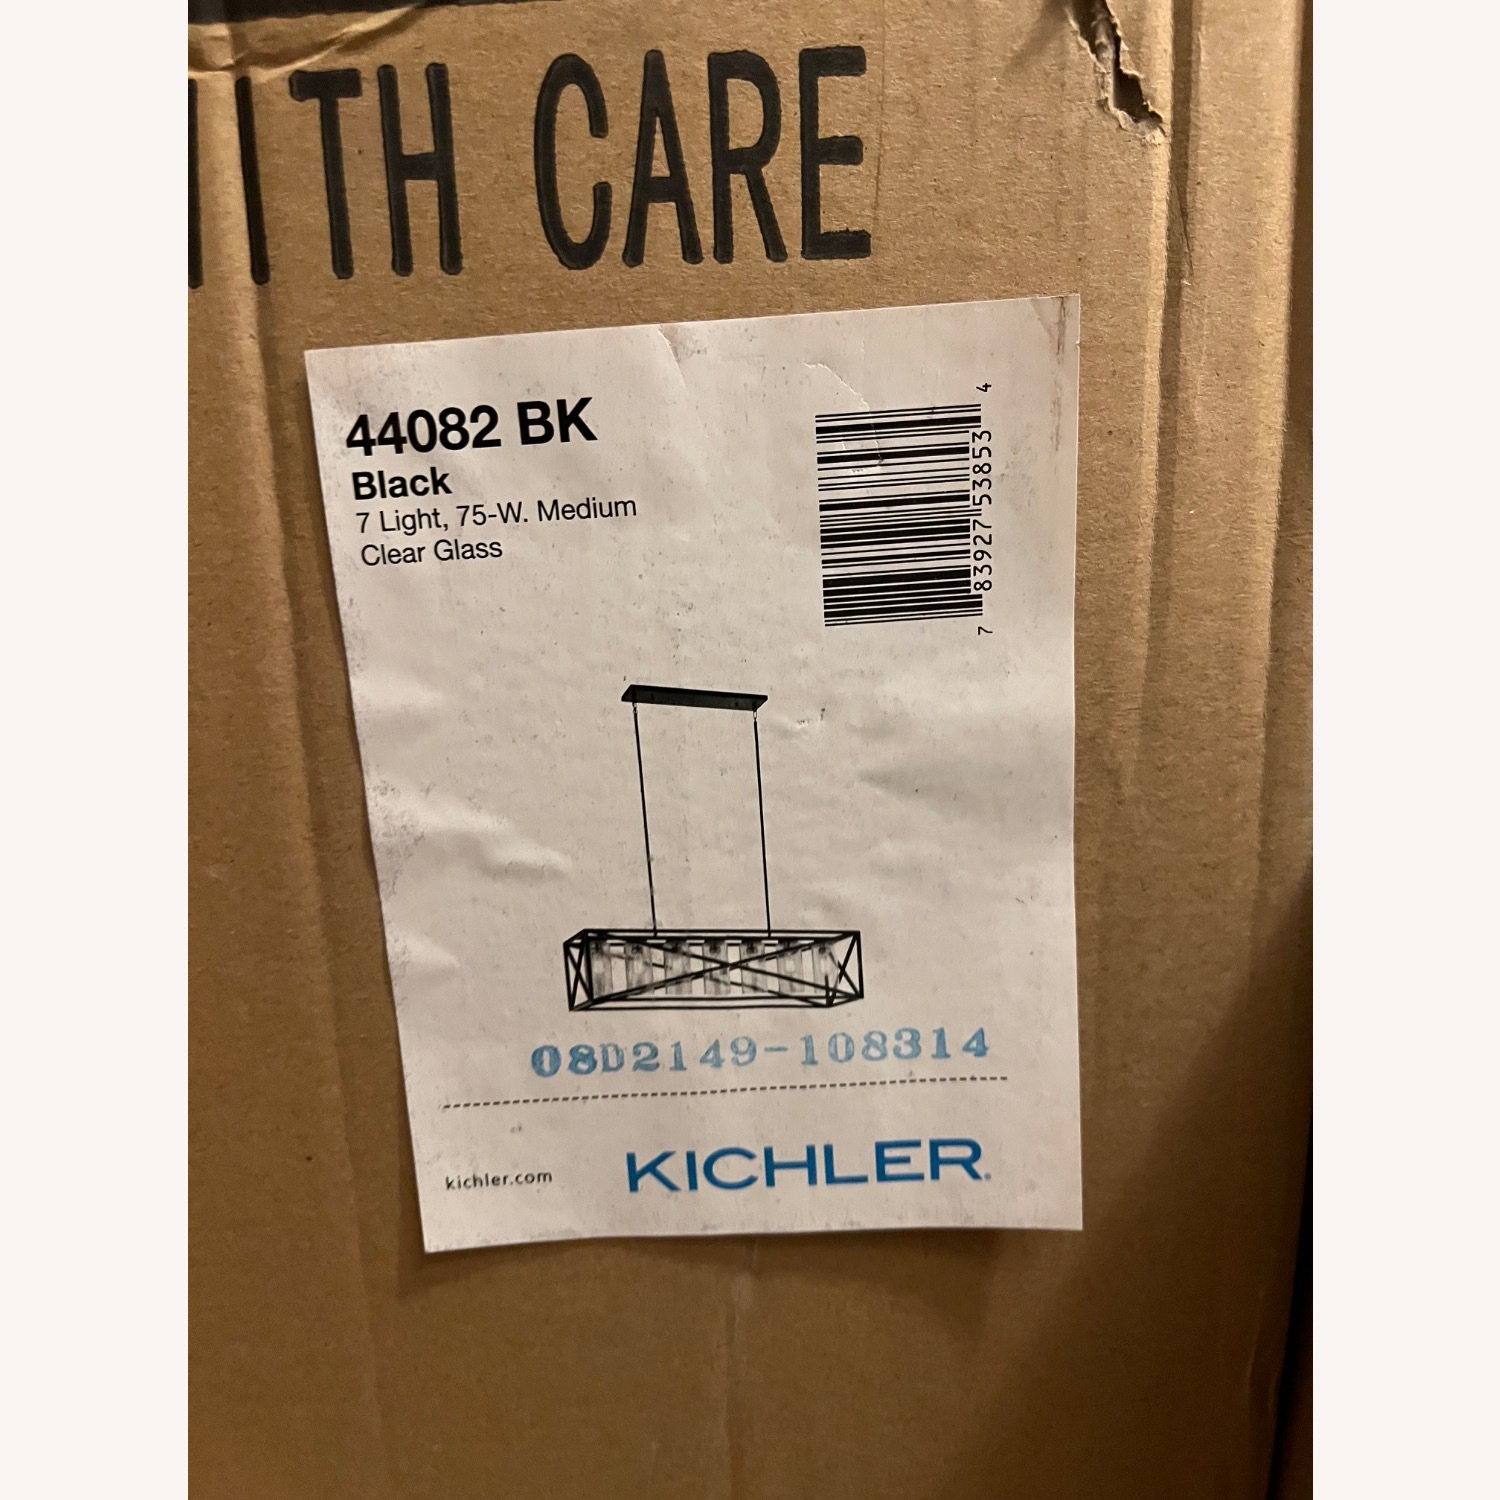 WITH CARE
44082 BK
Black
7 Light, 75-W. Medium
Clear Glass
7 83927 53853 4
08D2149-108314
kichler.com
KICHLER.